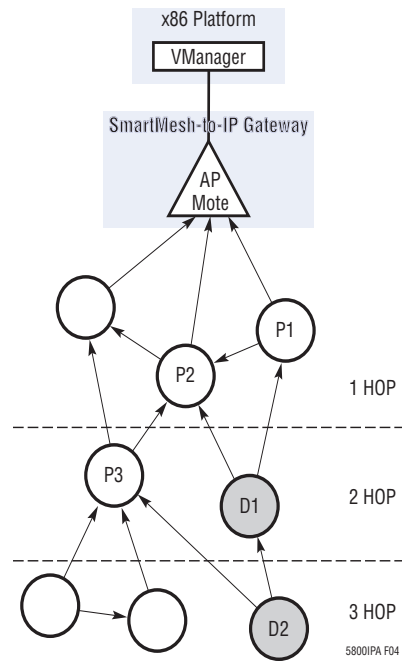 x86 Platform
VManager
SmartMesh-to-IP Gateway
AP
Mote
P1
P2
1 HOP
P3
2 HOP
D1
3 HOP
D2
5800IPA F04